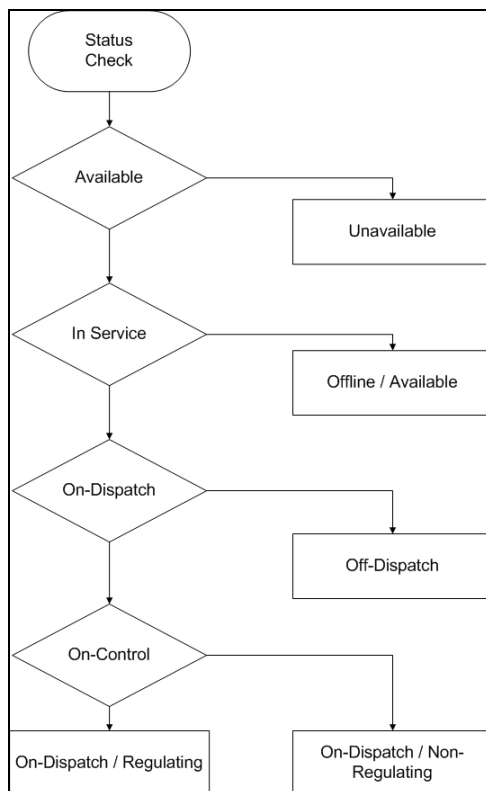 Status
Check
Available
Unavailable
In Service
Offline / Available
On-Dispatch
Off-Dispatch
On-Control
On-Dispatch / Regulating
On-Dispatch / Non-
Regulating